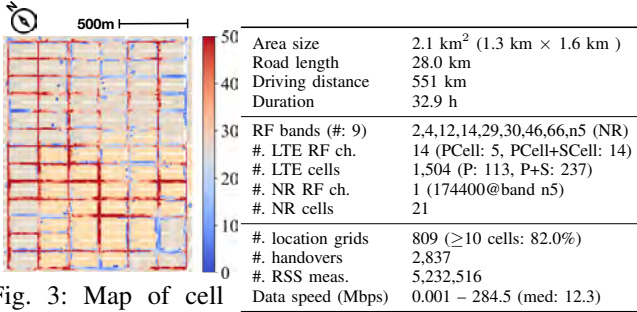 N
500m
50
40
30
20
10
0
Fig. 3: Map of cell
Area size 2.1 km² (1.3 km × 1.6 km )
Road length 28.0 km
Driving distance 551 km
Duration 32.9 h
RF bands (#: 9) 2,4,12,14,29,30,46,66,n5 (NR)
#. LTE RF ch. 14 (PCell: 5, PCell+SCell: 14)
#. LTE cells 1,504 (P: 113, P+S: 237)
#. NR RF ch. 1 (174400@band n5)
#. NR cells 21
#. location grids 809 (≥10 cells: 82.0%)
#. handovers 2,837
#. RSS meas. 5,232,516
Data speed (Mbps) 0.001 – 284.5 (med: 12.3)